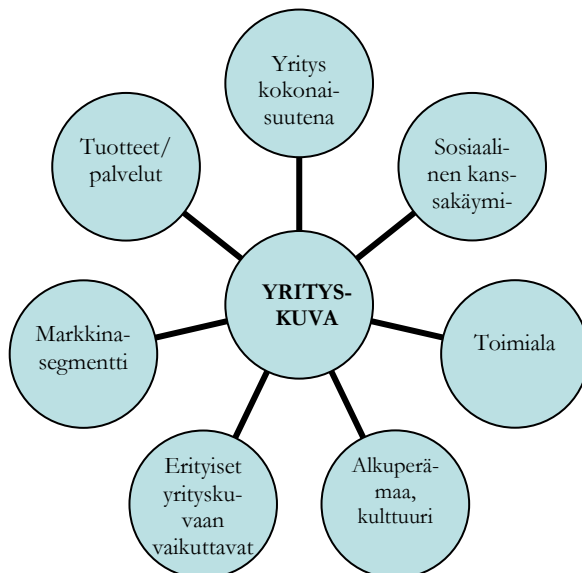 Yritys
kokonai-
suutena
Tuotteet/
palvelut
Sosiaali-
nen kans-
sakäymi-
YRITYS-
KUVA
Markkina-
segmentti
Toimiala
Erityiset
yritysku-
vaan
vaikuttavat
Alkuperä-
maa,
kulttuuri